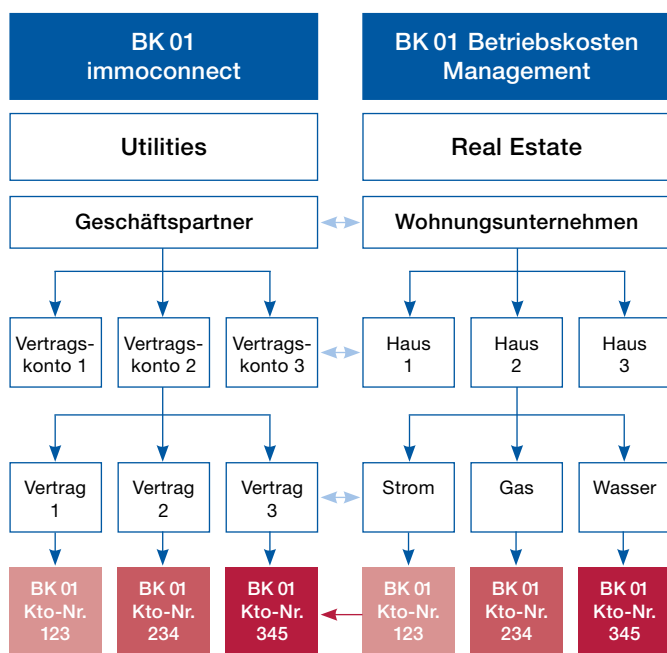 BK 01
immoconnect
BK 01 Betriebskosten
Management
Utilities
Real Estate
Geschäftspartner
Wohnungsunternehmen
Vertrags-
konto 1
Vertrags-
konto 2
Vertrags-
konto 3
Haus
1
Haus
2
Haus
3
Vertrag
1
Vertrag
2
Vertrag
3
Strom
Gas
Wasser
BK 01
Kto-Nr.
123
BK 01
Kto-Nr.
234
BK 01
Kto-Nr.
345
BK 01
Kto-Nr.
123
BK 01
Kto-Nr.
234
BK 01
Kto-Nr.
345